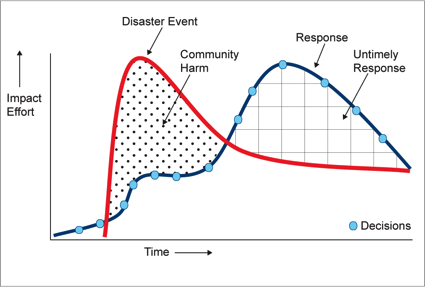 Disaster Event
Community
Harm
Response
Untimely
Response
Impact
Effort
Decisions
Time